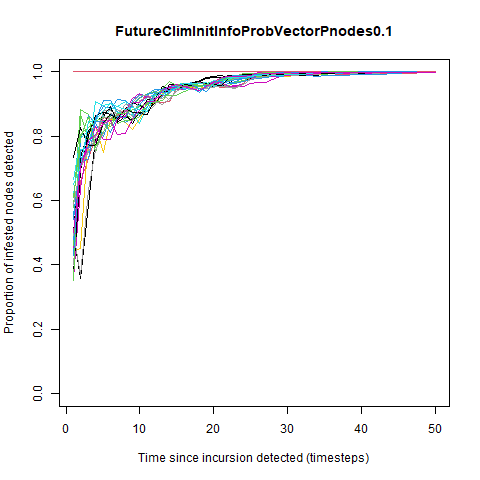 FutureClimInitInfoProbVectorPnodes0.1
Proportion of infested nodes detected
1.0
0.8
0.6
0.4
0.2
0.0
0 10 20 30 40 50
Time since incursion detected (timesteps)